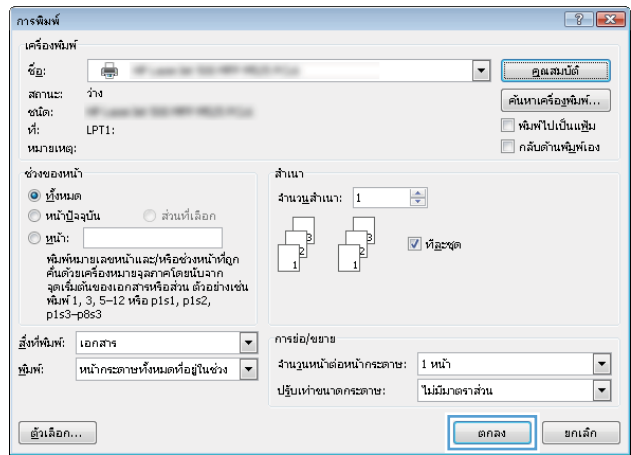 การพิมพ์
เครื่องพิมพ์
ชื่อ:
คุณสมบัติ
สถานะ: ว่าง
ค้นหาเครื่องพิมพ์...
ชนิด:
ที่: LPT1:
พิมพ์ไปเป็นแฟ้ม
หมายเหตุ:
กลับด้านพิมพ์เอง
ช่วงของหน้า
ทั้งหมด
หน้าปัจจุบัน ส่วนที่เลือก
หน้า:
พิมพ์หมายเลขหน้าและ/หรือช่วงหน้าที่ถูก
คั่นด้วยเครื่องหมายจุลภาคโดยนับจาก
จุดเริ่มต้นของเอกสารหรือส่วน ตัวอย่างเช่น
พิมพ์ 1, 3, 5–12 หรือ p1s1, p1s2,
p1s3–p8s3
สำเนา
จำนวนสำเนา: 1
1 2 3 1 2 3
ทีละชุด
สิ่งที่พิมพ์: เอกสาร
พิมพ์: หน้ากระดาษทั้งหมดที่อยู่ในช่วง
การย่อ/ขยาย
จำนวนหน้าต่อหน้ากระดาษ: 1 หน้า
ปรับเท่าขนาดกระดาษ: ไม่มีมาตราส่วน
ตัวเลือก...
ตกลง
ยกเลิก